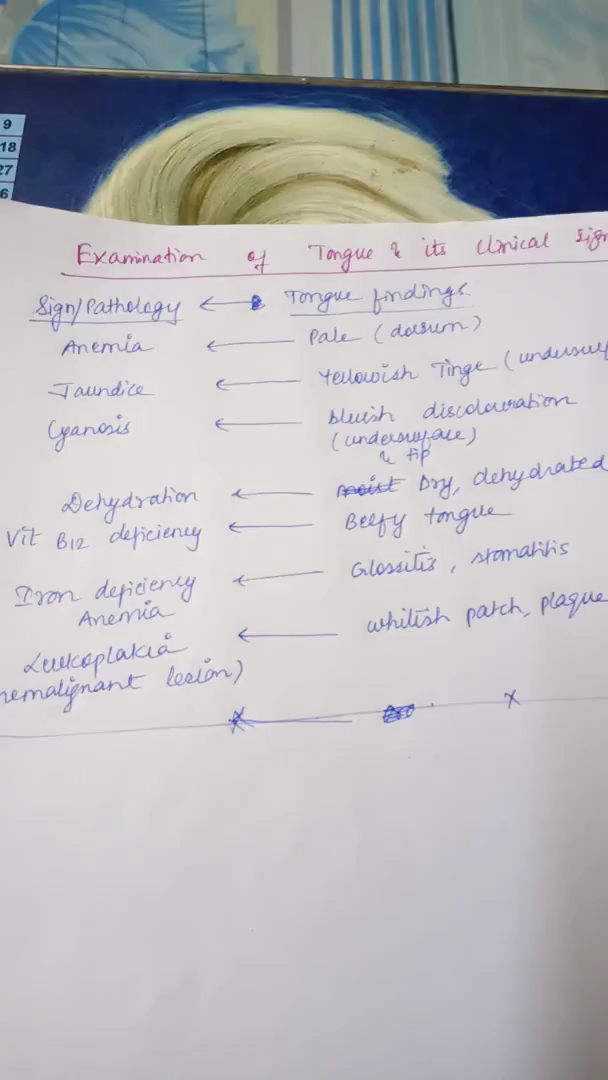 9
18
27
6
Examination of Tongue & its clinical Sign
Sign/Pathology ← Tongue findings.
Anemia ← Pale (dorsum)
Jaundice ← Yellowish Tinge (undersurf
Cyanosis ← bluish discolouration
(undersurface)
& tip
Dehydration ← moist Dry, dehydrated
Vit B12 deficiency ← Beefy tongue
Iron deficiency ← Glossitis, stomatitis
Anemia
Leukoplakia ← whitish patch, plaque
remalignant lesion)